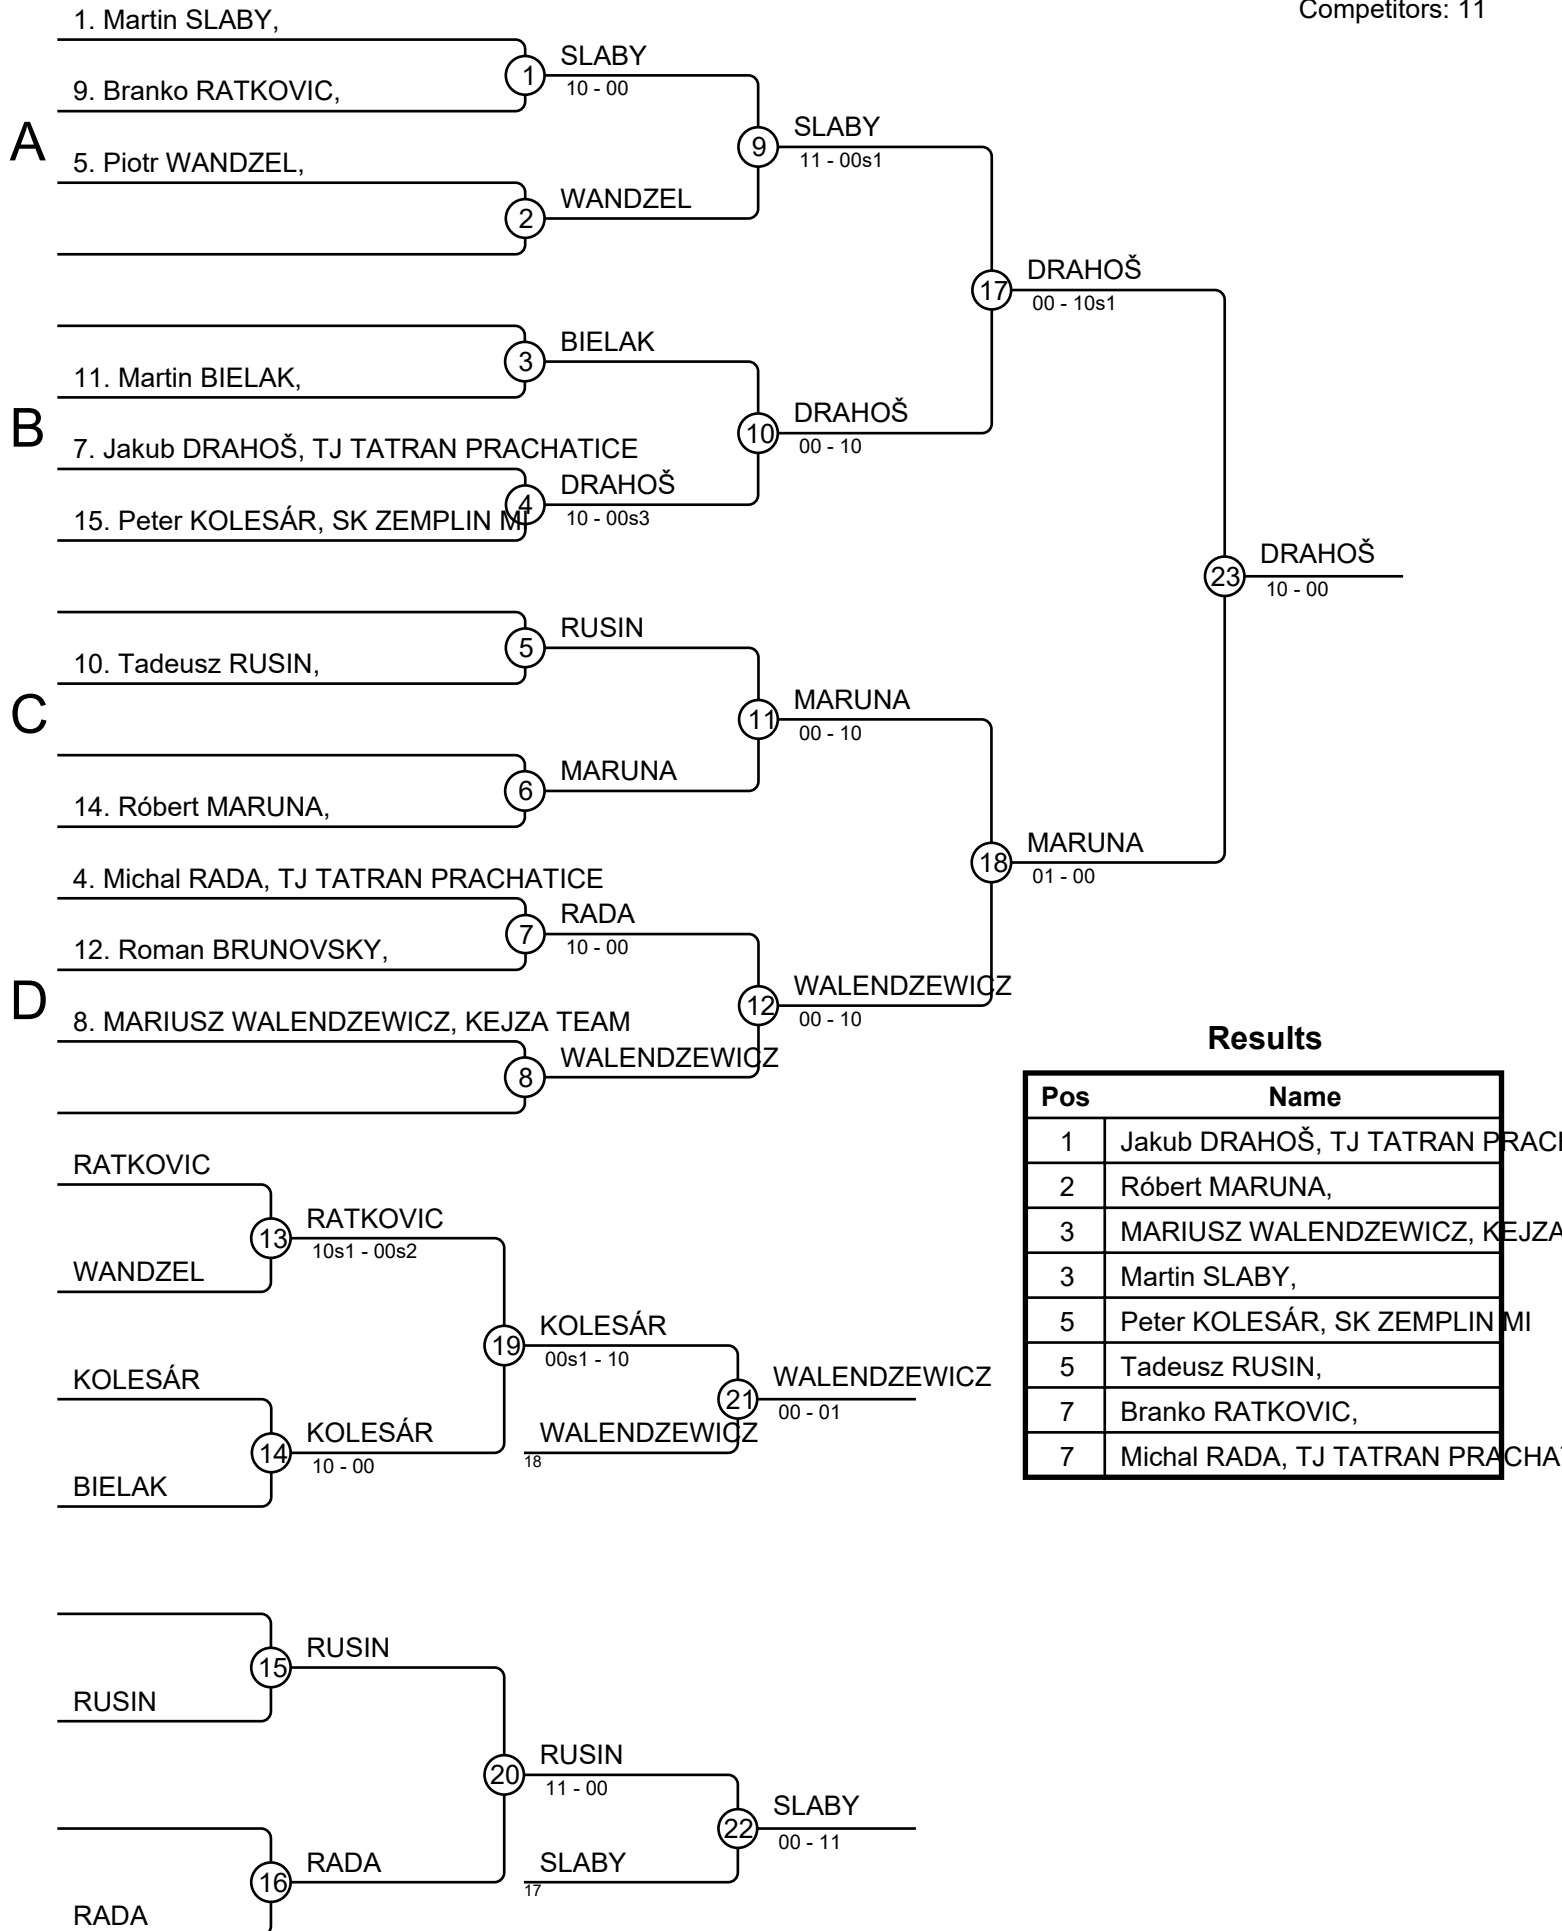 Competitors: 11
1. Martin SLABY,
SLABY
1
10 - 00
9. Branko RATKOVIC,
A
SLABY
9
11 - 00s1
5. Piotr WANDZEL,
WANDZEL
2
DRAHOŠ
17
00 - 10s1
BIELAK
3
11. Martin BIELAK,
B
DRAHOŠ
10
00 - 10
7. Jakub DRAHOŠ, TJ TATRAN PRACHATICE
DRAHOŠ
4
10 - 00s3
15. Peter KOLESÁR, SK ZEMPLIN MI
DRAHOŠ
23
10 - 00
RUSIN
5
10. Tadeusz RUSIN,
C
MARUNA
11
00 - 10
MARUNA
6
14. Róbert MARUNA,
MARUNA
18
01 - 00
4. Michal RADA, TJ TATRAN PRACHATICE
RADA
7
10 - 00
12. Roman BRUNOVSKY,
D
WALENDZEWICZ
12
00 - 10
8. MARIUSZ WALENDZEWICZ, KEJZA TEAM
WALENDZEWICZ
8
Results
Pos Name
1 Jakub DRAHOŠ, TJ TATRAN
2 Róbert MARUNA,
3 MARIUSZ WALENDZEWICZ, KEJZA
3 Martin SLABY,
5 Peter KOLESÁR, SK ZEMPLIN MI
5 Tadeusz RUSIN,
7 Branko RATKOVIC,
7 Michal RADA, TJ TATRAN
RATKOVIC
RATKOVIC
13
10s1 - 00s2
WANDZEL
KOLESÁR
19
00s1 - 10
KOLESÁR
WALENDZEWICZ
21
00 - 01
KOLESÁR
14
10 - 00
WALENDZEWICZ
18
BIELAK
RUSIN
15
RUSIN
RUSIN
20
11 - 00
SLABY
22
00 - 11
RADA
16
SLABY
17
RADA